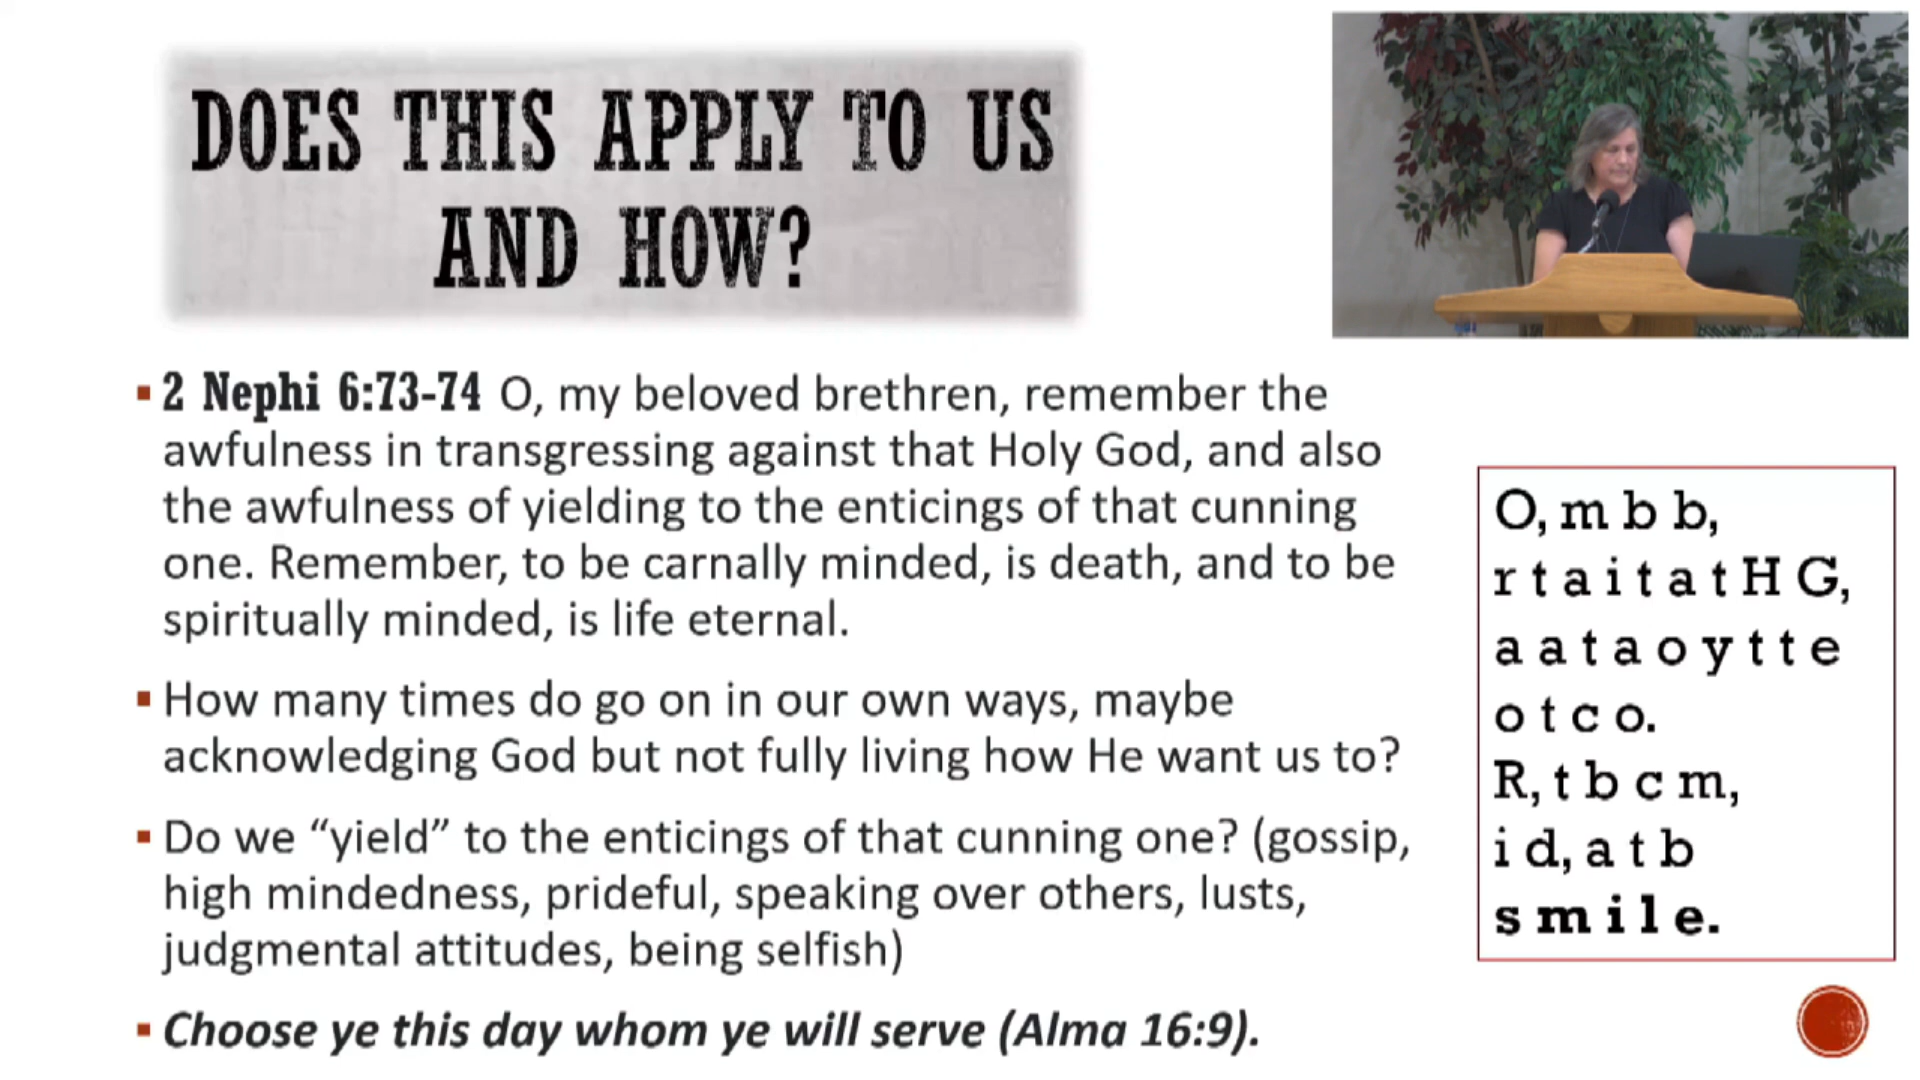 DOES THIS APPLY TO US
AND HOW?
▪ 2 Nephi 6:73-74 O, my beloved brethren, remember the
awfulness in transgressing against that Holy God, and also
the awfulness of yielding to the enticings of that cunning
one. Remember, to be carnally minded, is death, and to be
spiritually minded, is life eternal.
▪ How many times do go on in our own ways, maybe
acknowledging God but not fully living how He want us to?
▪ Do we “yield” to the enticings of that cunning one? (gossip,
high mindedness, prideful, speaking over others, lusts,
judgmental attitudes, being selfish)
▪ Choose ye this day whom ye will serve (Alma 16:9).
O, m b b,
r t a i t a t H G,
a a t a o y t t e
o t c o.
R, t b c m,
i d, a t b
s m i l e.